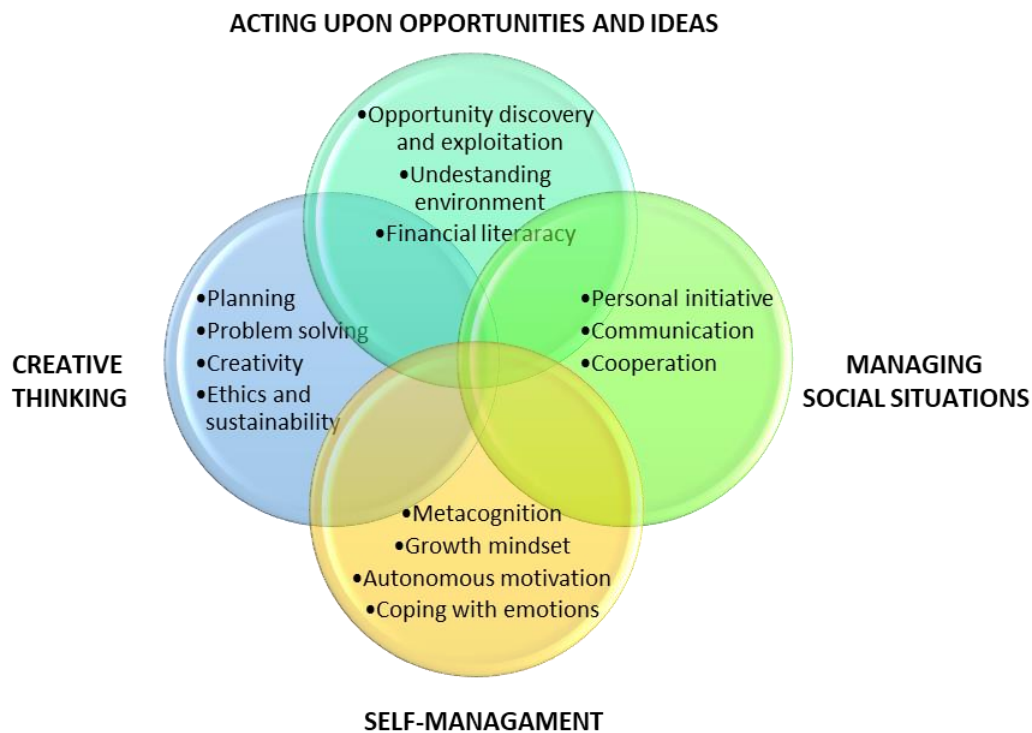 ACTING UPON OPPORTUNITIES AND IDEAS
•Opportunity discovery
and exploitation
•Undestanding
environment
•Financial literaracy
CREATIVE
THINKING
•Planning
•Problem solving
•Creativity
•Ethics and
sustainability
•Personal initiative
•Communication
•Cooperation
MANAGING
SOCIAL SITUATIONS
•Metacognition
•Growth mindset
•Autonomous motivation
•Coping with emotions
SELF-MANAGAMENT